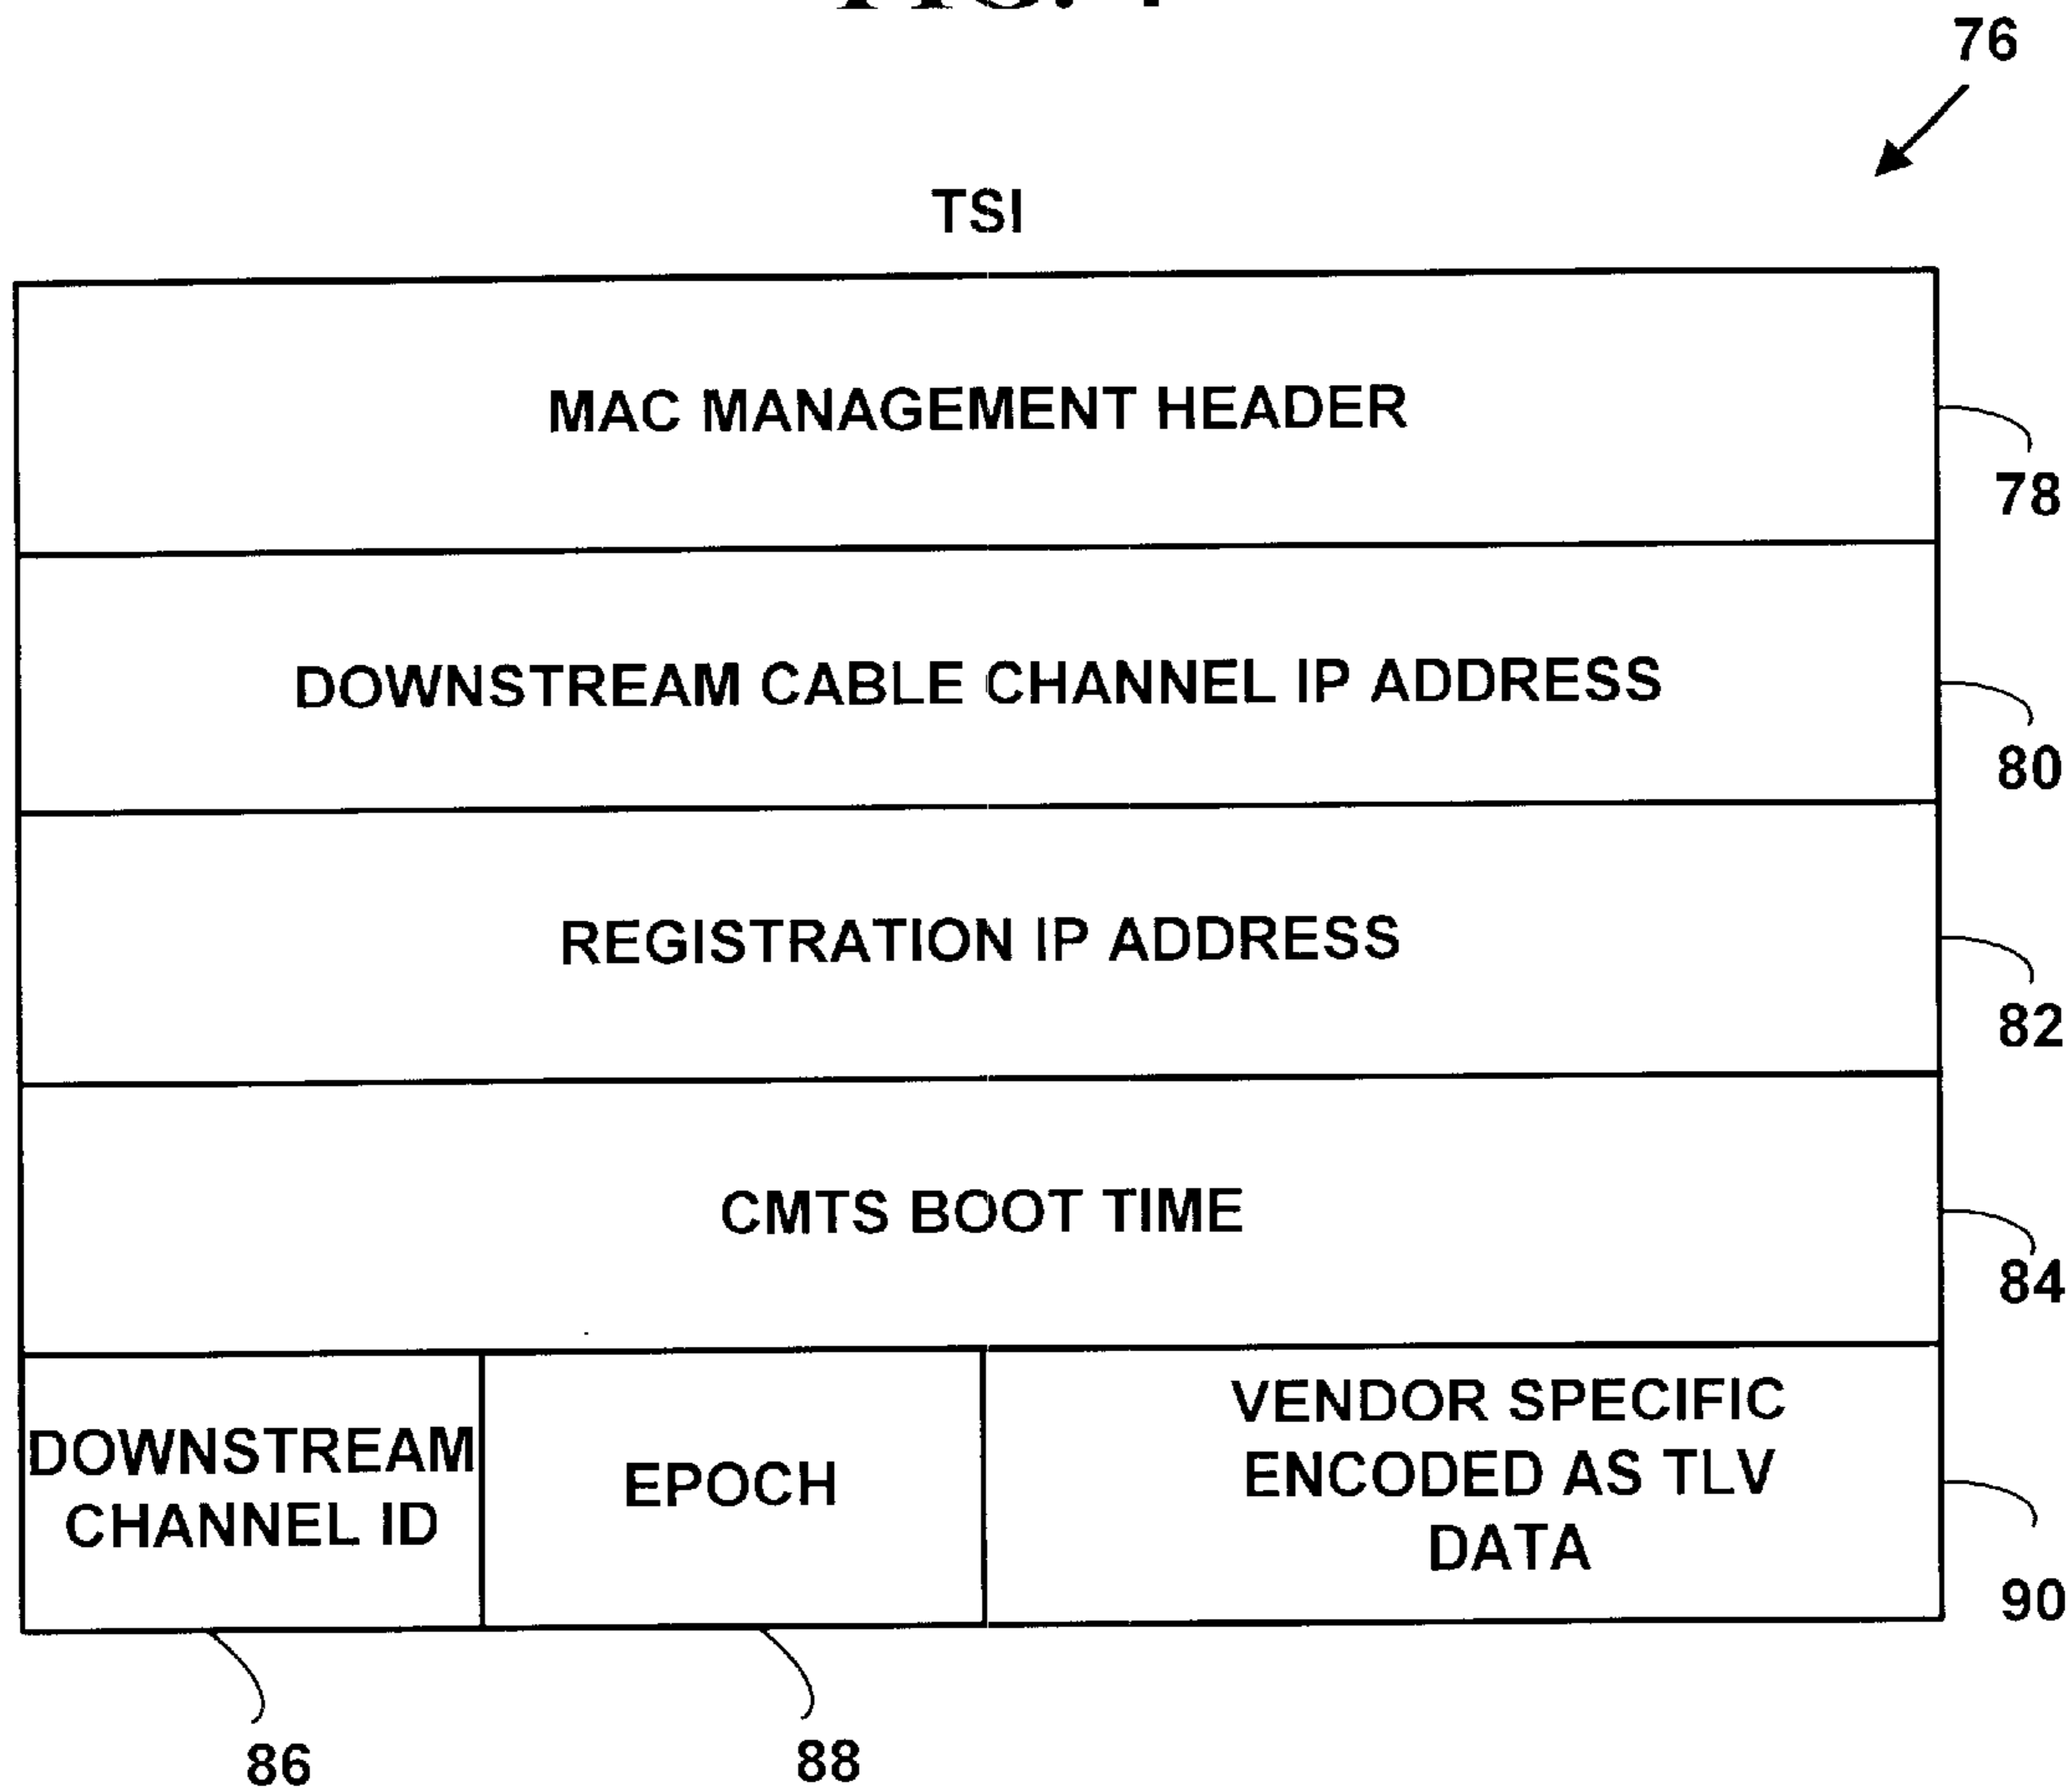 76
TSI
MAC MANAGEMENT HEADER
78
DOWNSTREAM CABLE CHANNEL IP ADDRESS
80
REGISTRATION IP ADDRESS
82
CMTS BOOT TIME
84
DOWNSTREAM
CHANNEL ID
EPOCH
VENDOR SPECIFIC
ENCODED AS TLV
DATA
90
86
88